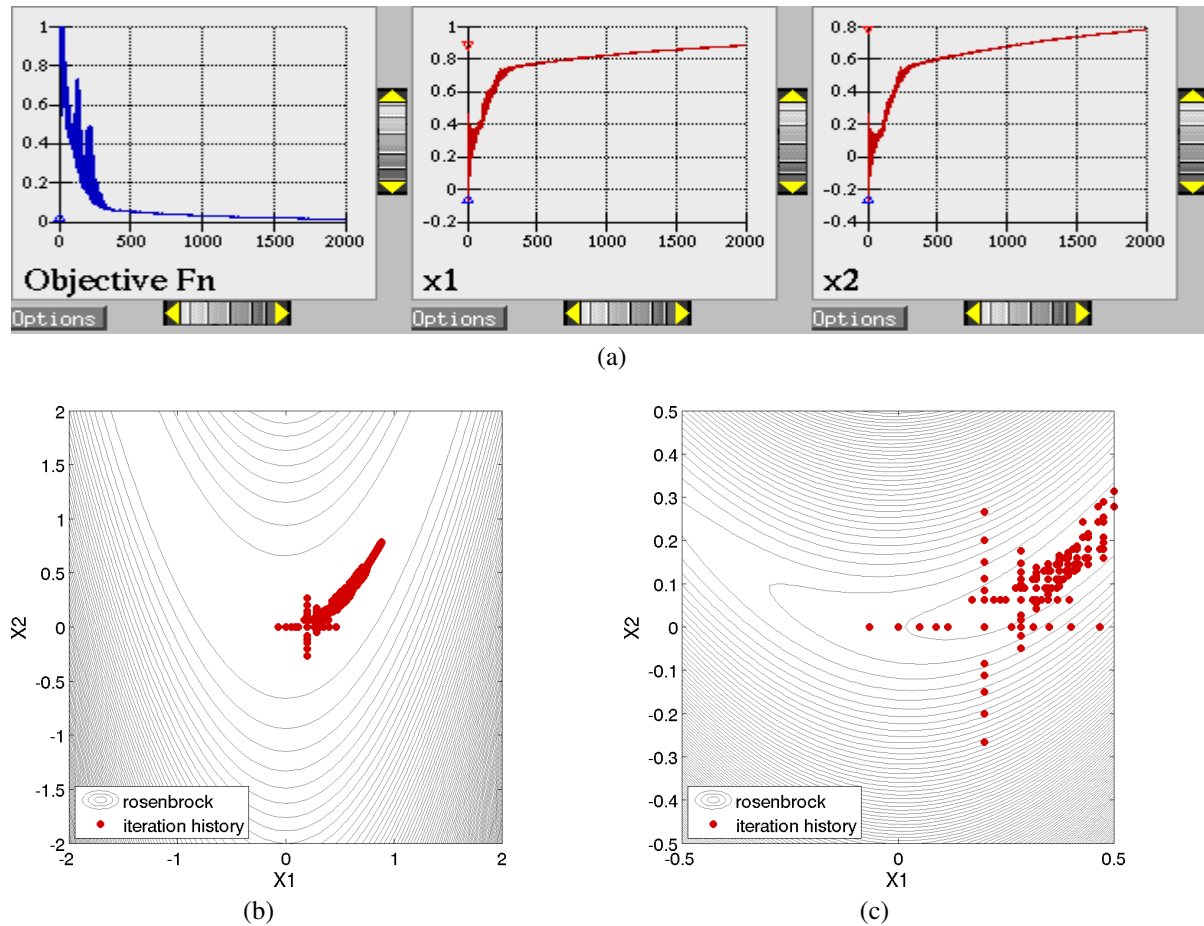 1
0.8
0.6
0.4
0.2
0
0 500 1000 1500 2000
Objective Fn
Options
1
0.8
0.6
0.4
0.2
0
-0.2
0 500 1000 1500 2000
x1
Options
0.8
0.6
0.4
0.2
0
-0.2
-0.4
0 500 1000 1500 2000
x2
Options
(a)
2
1.5
1
0.5
0
-0.5
-1
-1.5
-2
X2
rosenbrock
iteration history
-2 -1 0 1 2
X1
(b)
0.5
0.4
0.3
0.2
0.1
0
-0.1
-0.2
-0.3
-0.4
-0.5
X2
rosenbrock
iteration history
-0.5 0 0.5
X1
(c)